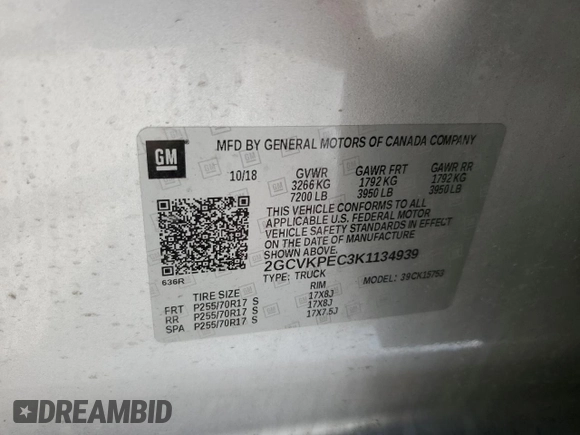 GM
MFD BY GENERAL MOTORS OF CANADA COMPANY
10/18 GVWR GAWR FRT GAWR RR
3266 KG 1792 KG 1792 KG
7200 LB 3950 LB 3950 LB
THIS VEHICLE CONFORMS TO ALL
APPLICABLE U.S. FEDERAL MOTOR
VEHICLE SAFETY STANDARDS IN EFFECT
ON THE DATE OF MANUFACTURE
SHOWN ABOVE.
2GCVKPEC3K1134939
TYPE: TRUCK MODEL: 39CK15753
636R
TIRE SIZE RIM
FRT P255/70R17 S 17X8J
RR P255/70R17 S 17X8J
SPA P255/70R17 S 17X7.5J
DREAMBID